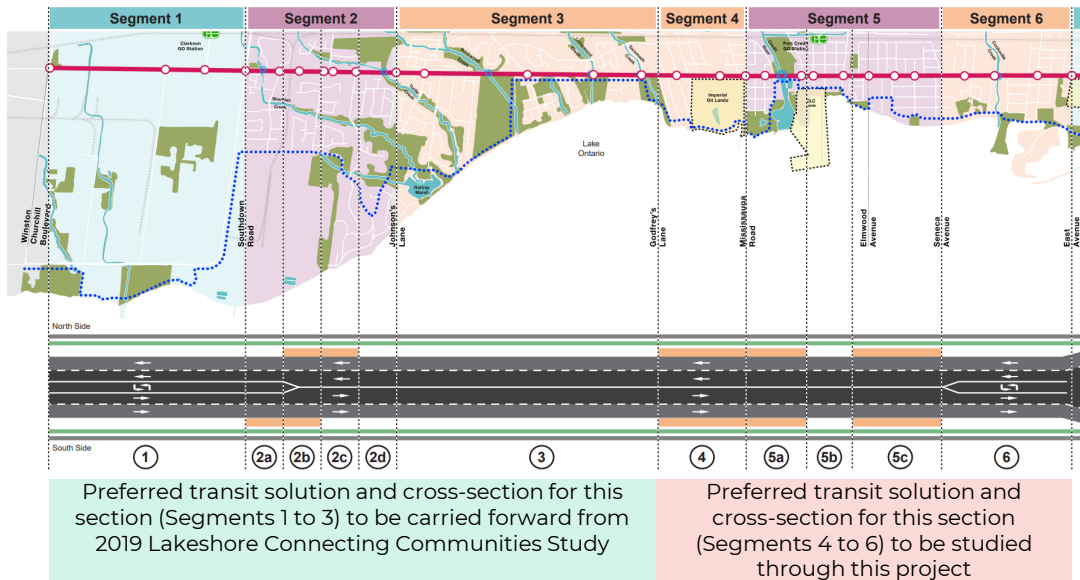 Segment 1
Segment 2
Segment 3
Segment 4
Segment 5
Segment 6
Clarkson
GO Station
Port Credit
GO Station
Imperial
Oil Lands
Lake
Ontario
Rattray
Marsh
Winston
Churchill
Boulevard
Southdown
Road
Johnson's
Lane
Godfrey's
Lane
Mississauga
Road
Elmwood
Avenue
Seneca
Avenue
East
Avenue
North Side
South Side
1
2a
2b
2c
2d
3
4
5a
5b
5c
6
Preferred transit solution and cross-section for this
section (Segments 1 to 3) to be carried forward from
2019 Lakeshore Connecting Communities Study
Preferred transit solution and
cross-section for this section
(Segments 4 to 6) to be studied
through this project